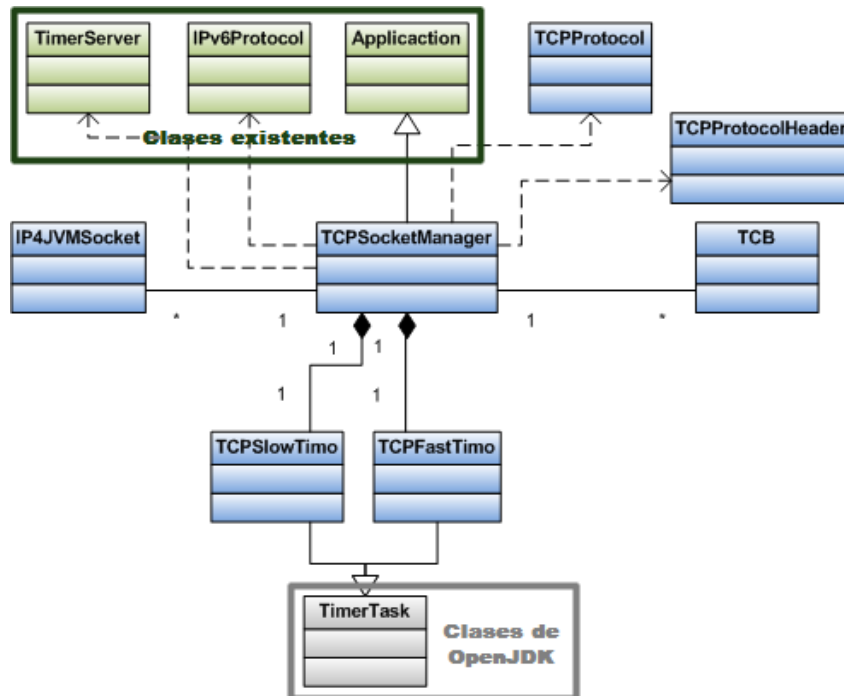 TimerServer
IPv6Protocol
Applicaction
TCPProtocol
Clases existentes
TCPProtocolHeader
IP4JVMSocket
TCPSocketManager
TCB
*
1
1
*
1
1
1
1
TCPSlowTimo
TCPFastTimo
TimerTask
Clases de
OpenJDK